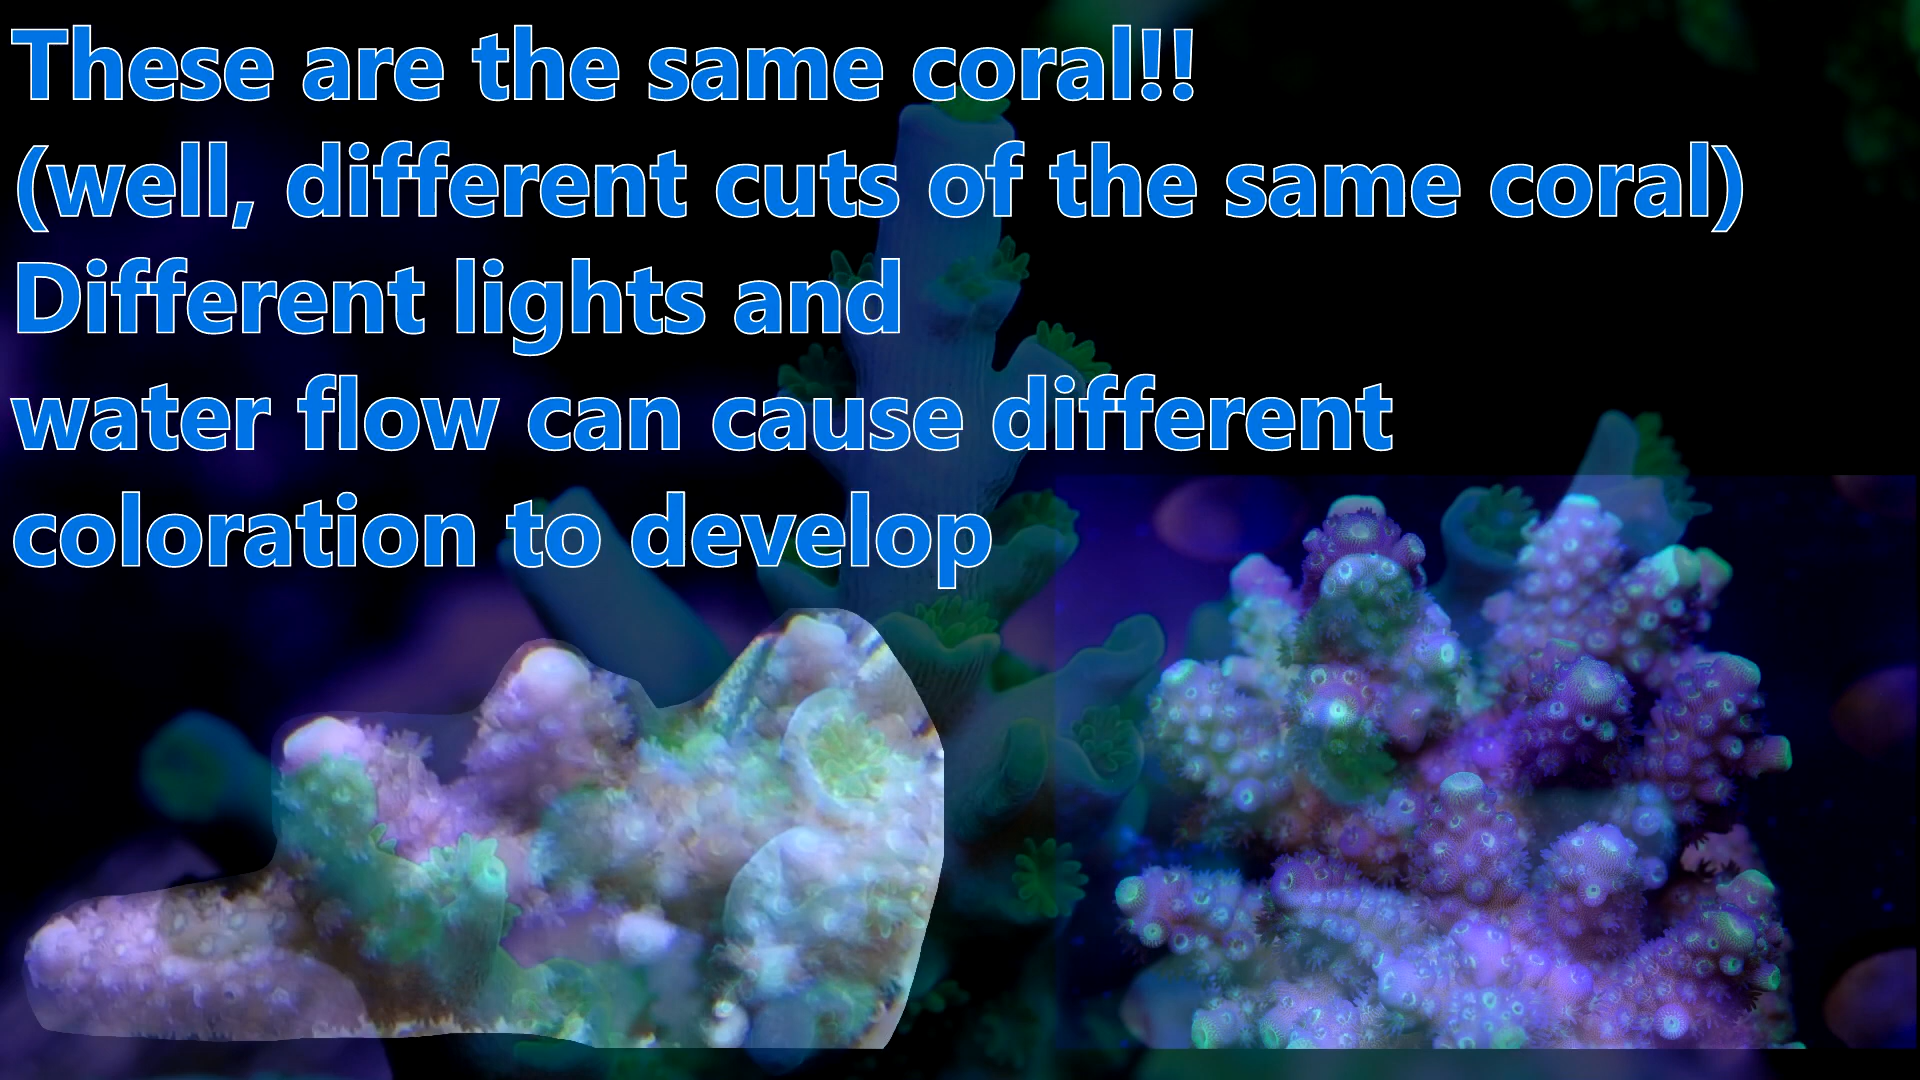 These are the same coral!!
(well, different cuts of the same coral)
Different lights and
water flow can cause different
coloration to develop